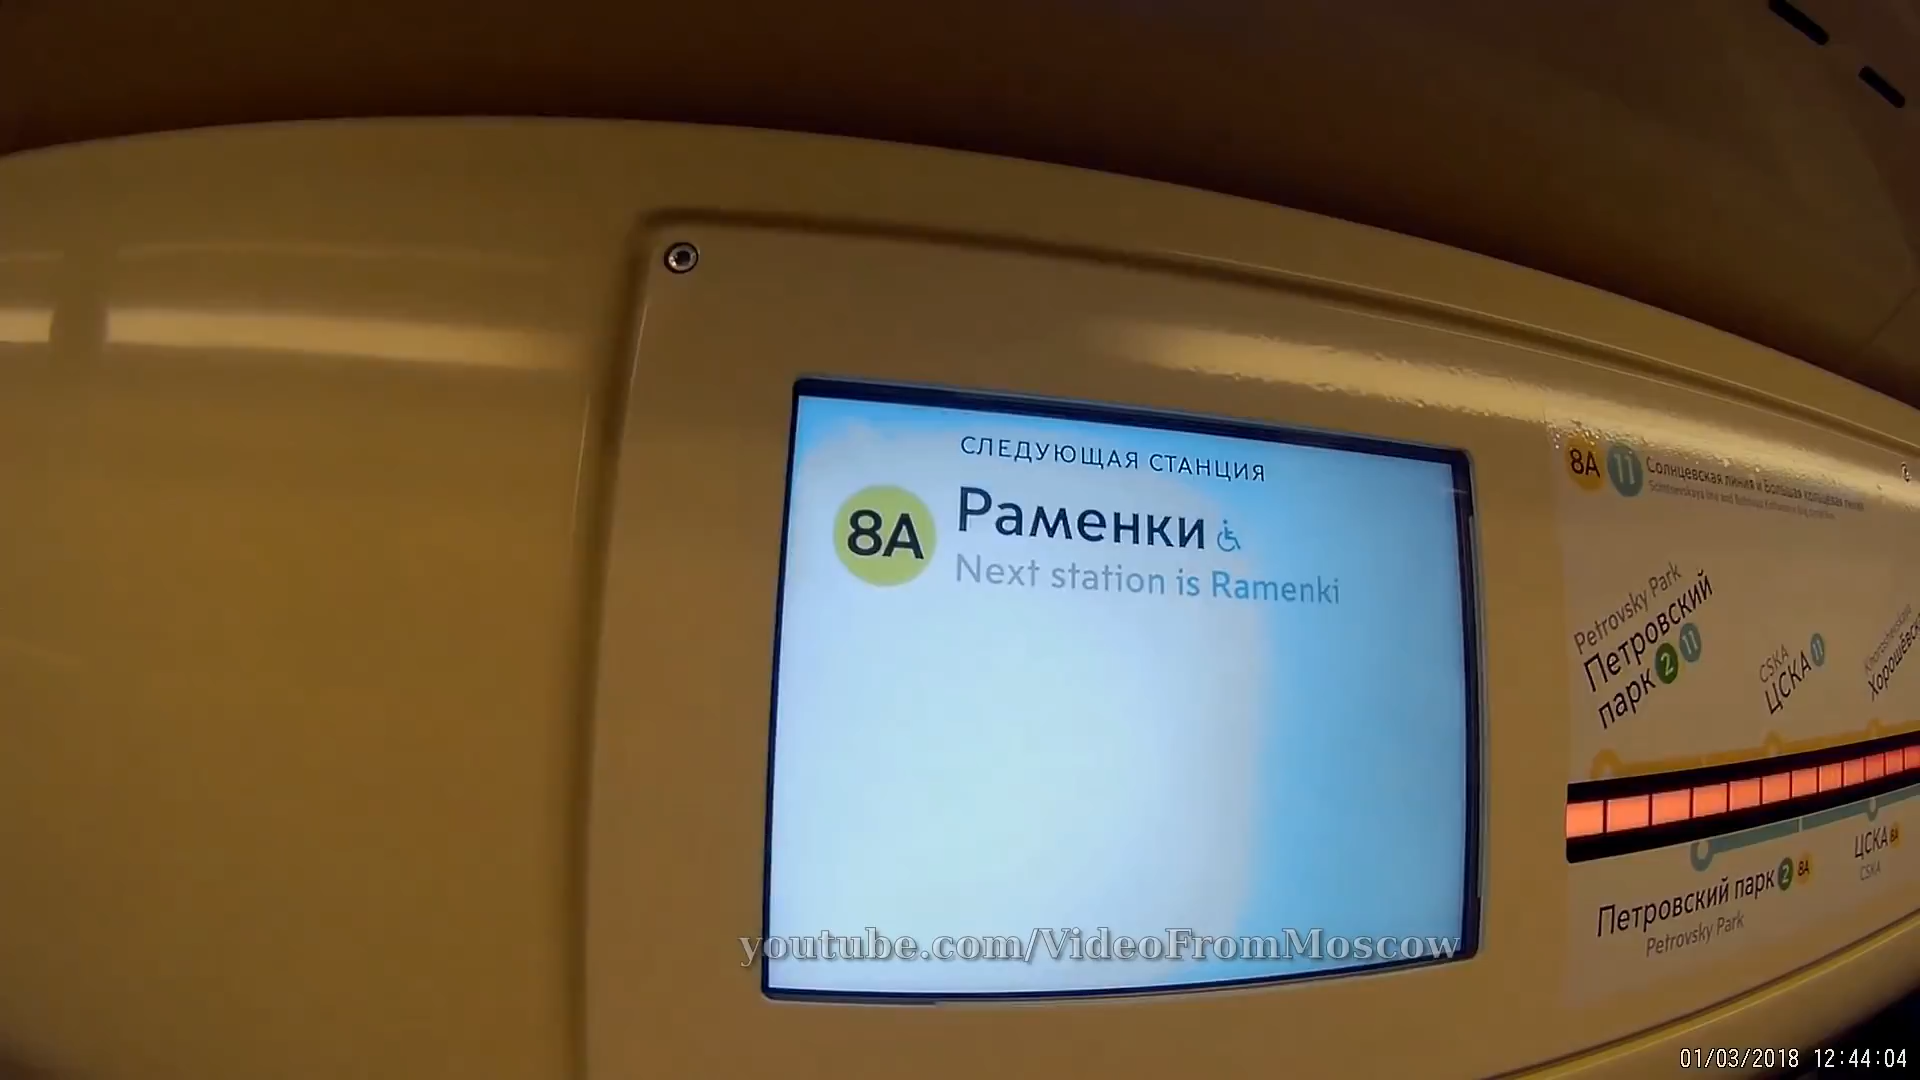 СЛЕДУЮЩАЯ СТАНЦИЯ
8А
Раменки
Next station is Ramenki
8А 11 Солнцевская линия и Большая кольцевая линия
Petrovsky Park
Петровский
парк 2 11
CSKA
ЦСКА 11
Петровский парк 2 8А
Petrovsky Park
ЦСКА 8А
CSKA
youtube.com/VideoFromMoscow
01/03/2018 12:44:04